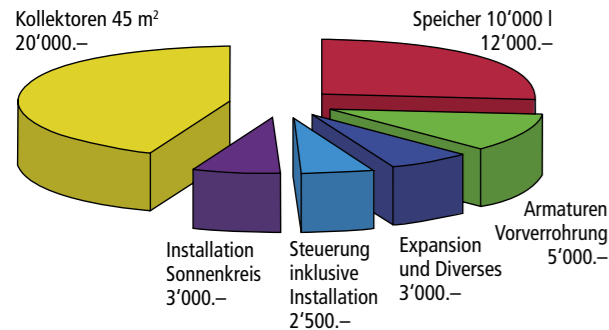 Kollektoren 45 m²
20‘000.–
Speicher 10‘000 l
12‘000.–
Armaturen
Vorverrohrung
5‘000.–
Expansion
und Diverses
3‘000.–
Steuerung
inklusive
Installation
2‘500.–
Installation
Sonnenkreis
3‘000.–